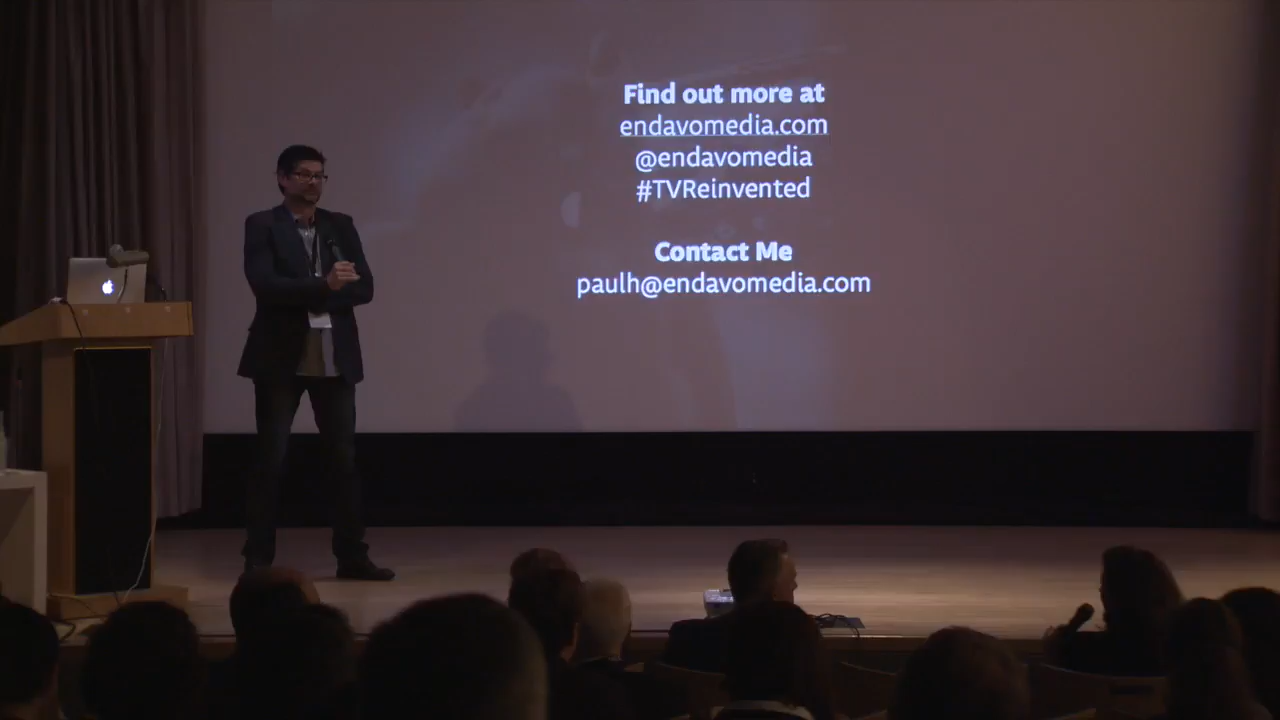 Find out more at
endavomedia.com
@endavomedia
#TVReinvented
Contact Me
paulh@endavomedia.com